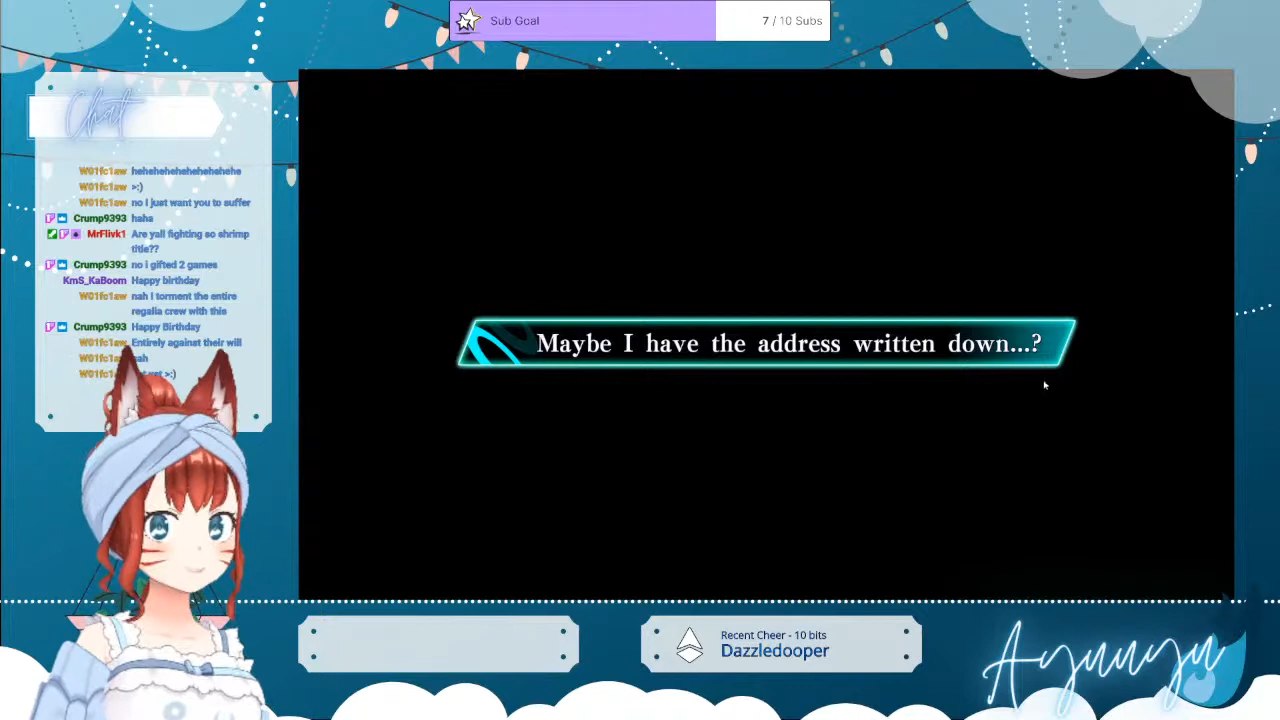 Sub Goal
7 / 10 Subs
Chat
W01fc1aw hehehehehehehehehe
W01fc1aw >:)
W01fc1aw no I just want you to suffer
Crump9393 haha
MrFlivk1 Are yall fighting so shrimp
title??
Crump9393 no i gifted 2 games
KmS_KaBoom Happy birthday
W01fc1aw nah I torment the entire
regalia crew with this
Crump9393 Happy Birthday
W01fc1aw Entirely against their will
W01fc1aw
W01fc1
Maybe I have the address written down...?
Recent Cheer - 10 bits
Dazzledooper
Ayuuyu